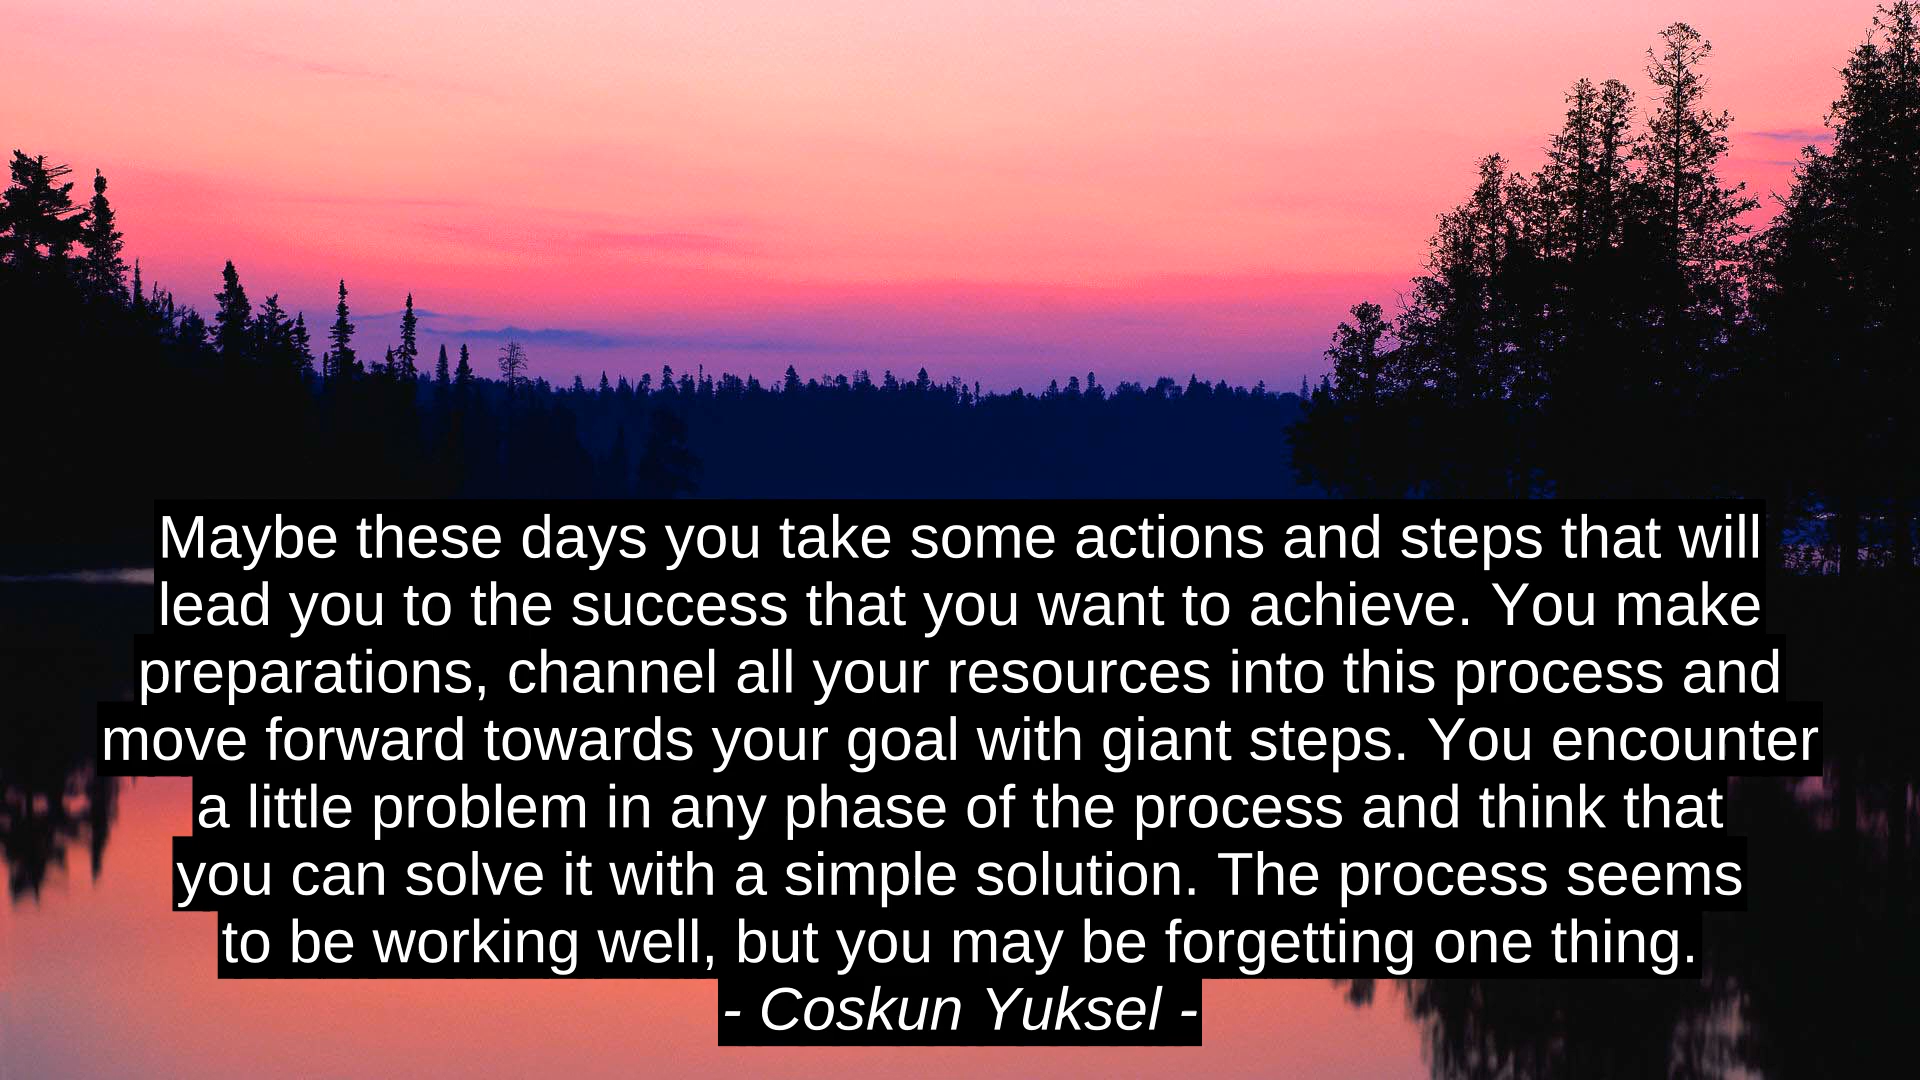 Maybe these days you take some actions and steps that will
lead you to the success that you want to achieve. You make
preparations, channel all your resources into this process and
move forward towards your goal with giant steps. You encounter
a little problem in any phase of the process and think that
you can solve it with a simple solution. The process seems
to be working well, but you may be forgetting one thing.
- Coskun Yuksel -